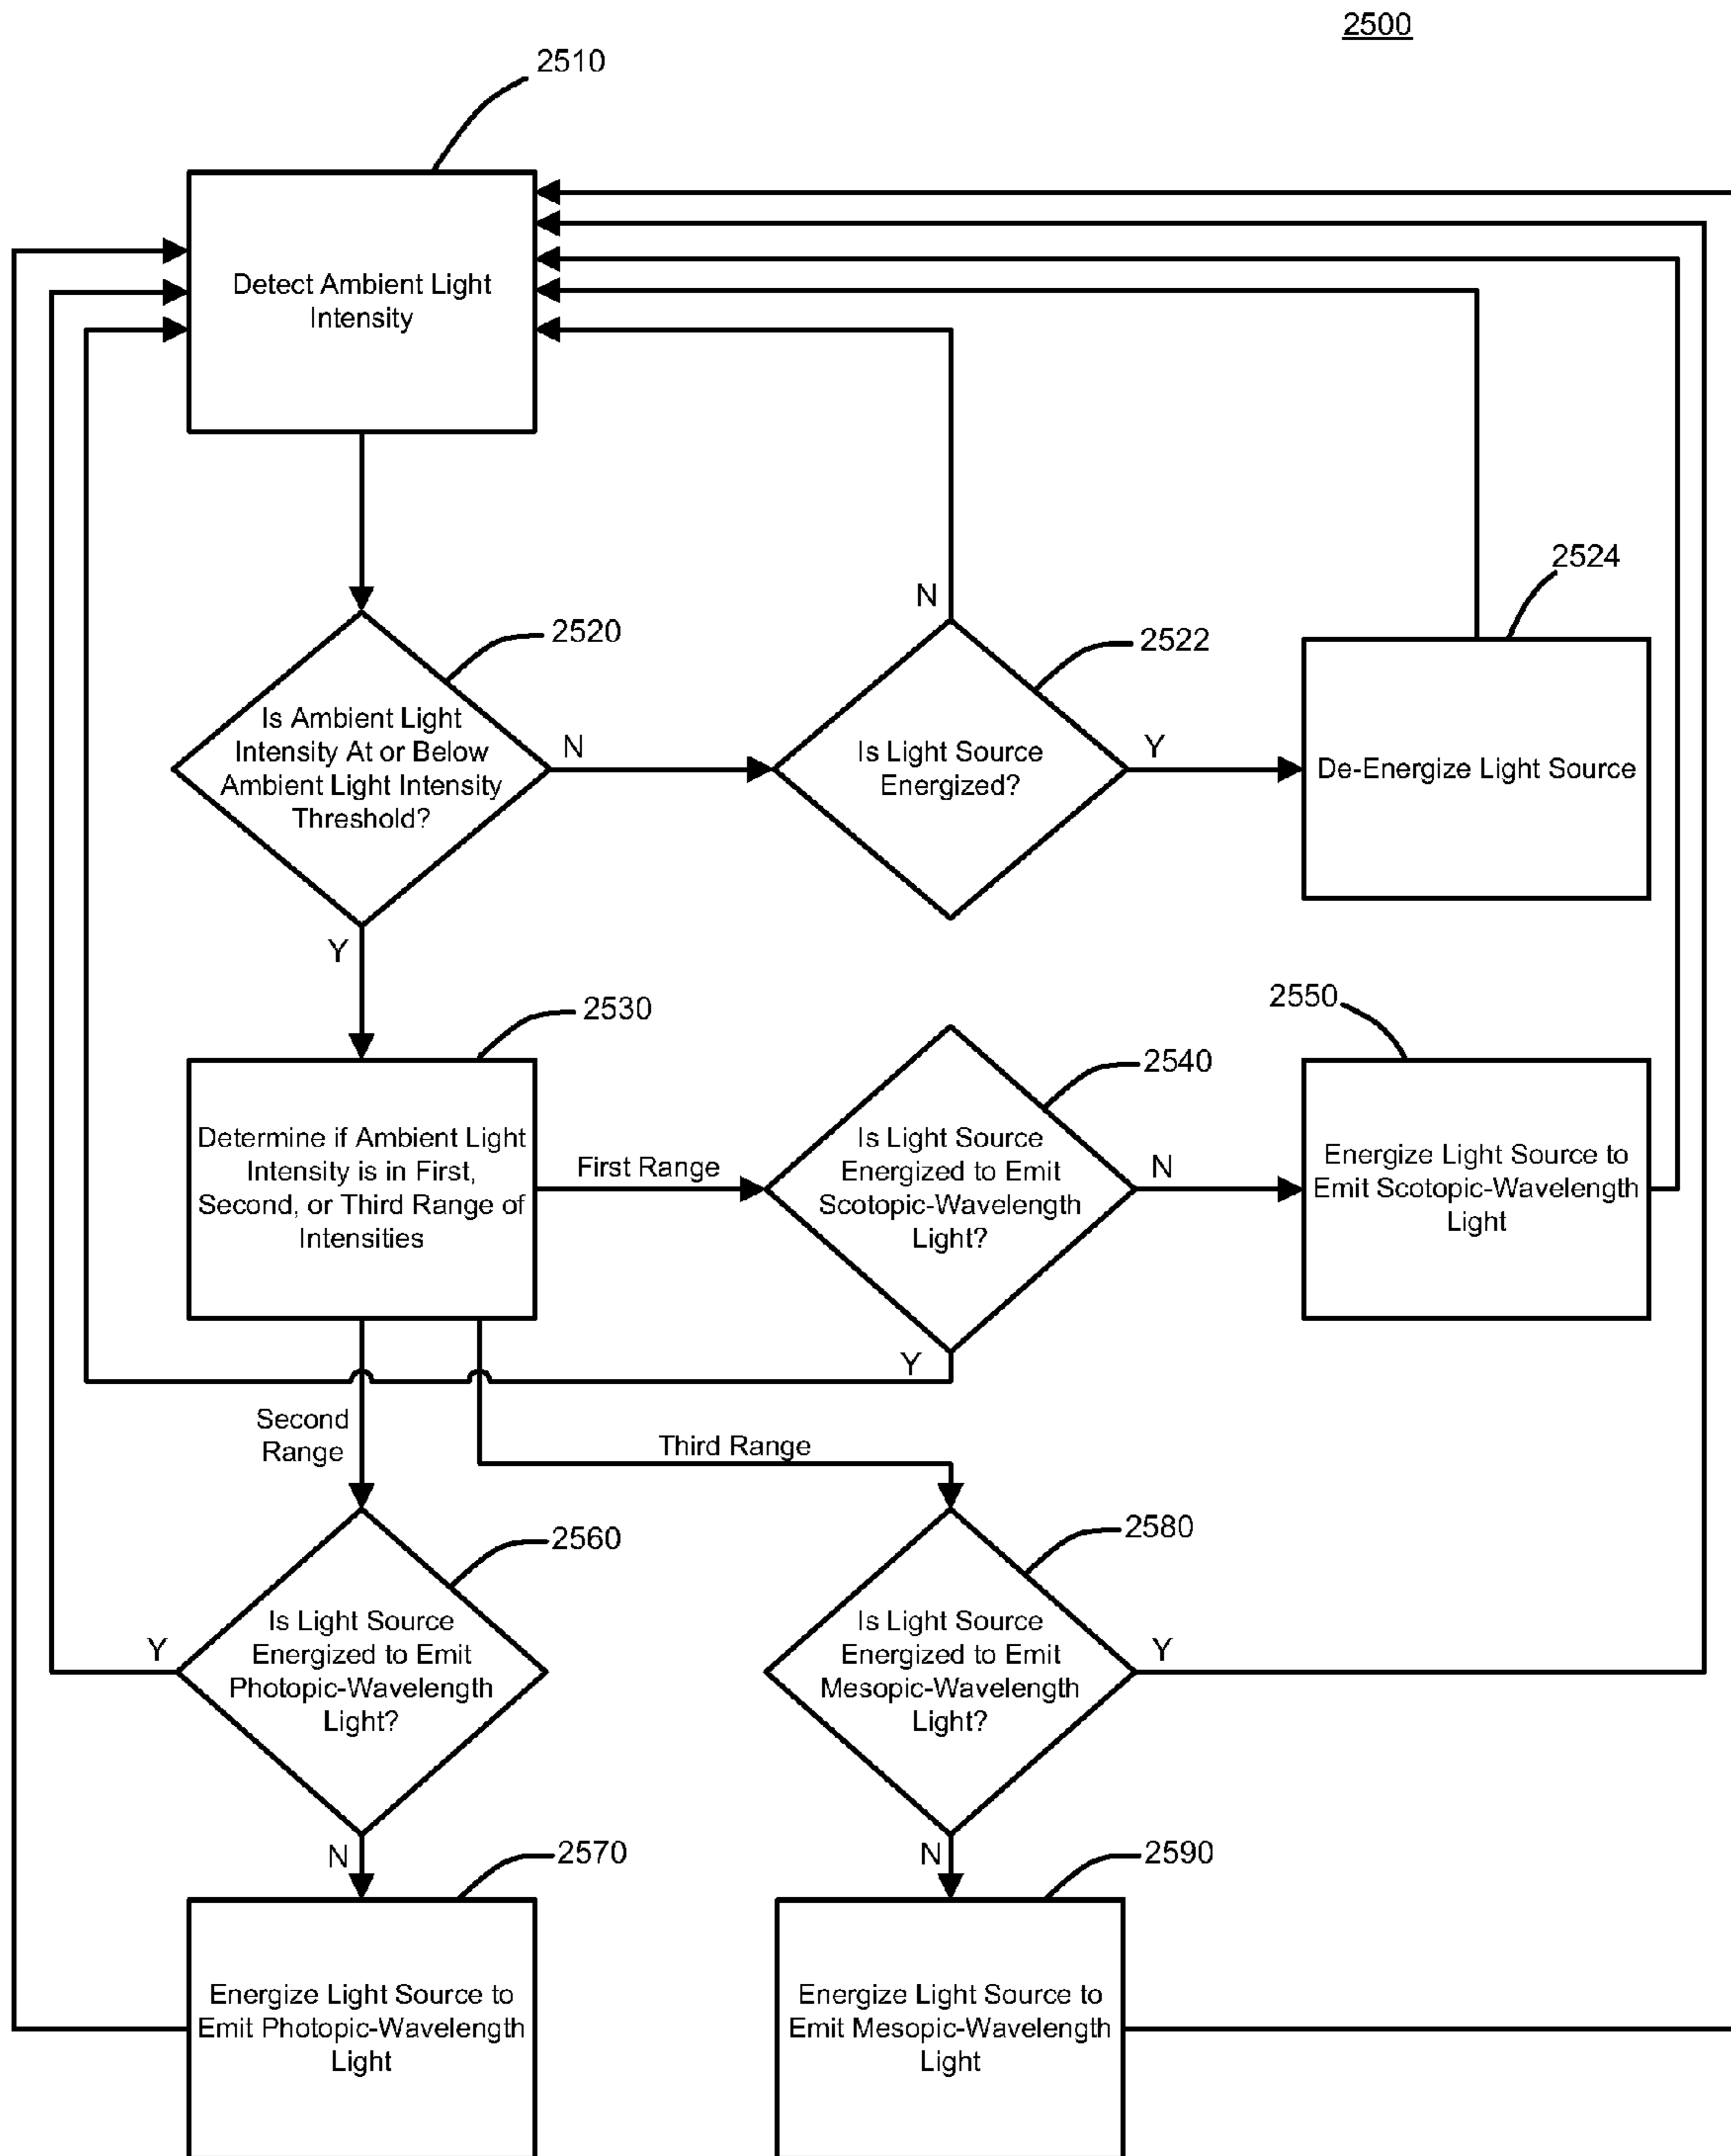 2500
2510
Detect Ambient Light
Intensity
2520
Is Ambient Light
Intensity At or Below
Ambient Light Intensity
Threshold?
N
2522
Is Light Source
Energized?
N
Y
2524
De-Energize Light Source
Y
2530
Determine if Ambient Light
Intensity is in First,
Second, or Third Range of
Intensities
First Range
2540
Is Light Source
Energized to Emit
Scotopic-Wavelength
Light?
N
Y
2550
Energize Light Source to
Emit Scotopic-Wavelength
Light
Second
Range
Third Range
2560
Is Light Source
Energized to Emit
Photopic-Wavelength
Light?
Y
N
2580
Is Light Source
Energized to Emit
Mesopic-Wavelength
Light?
Y
N
2570
Energize Light Source to
Emit Photopic-Wavelength
Light
2590
Energize Light Source to
Emit Mesopic-Wavelength
Light